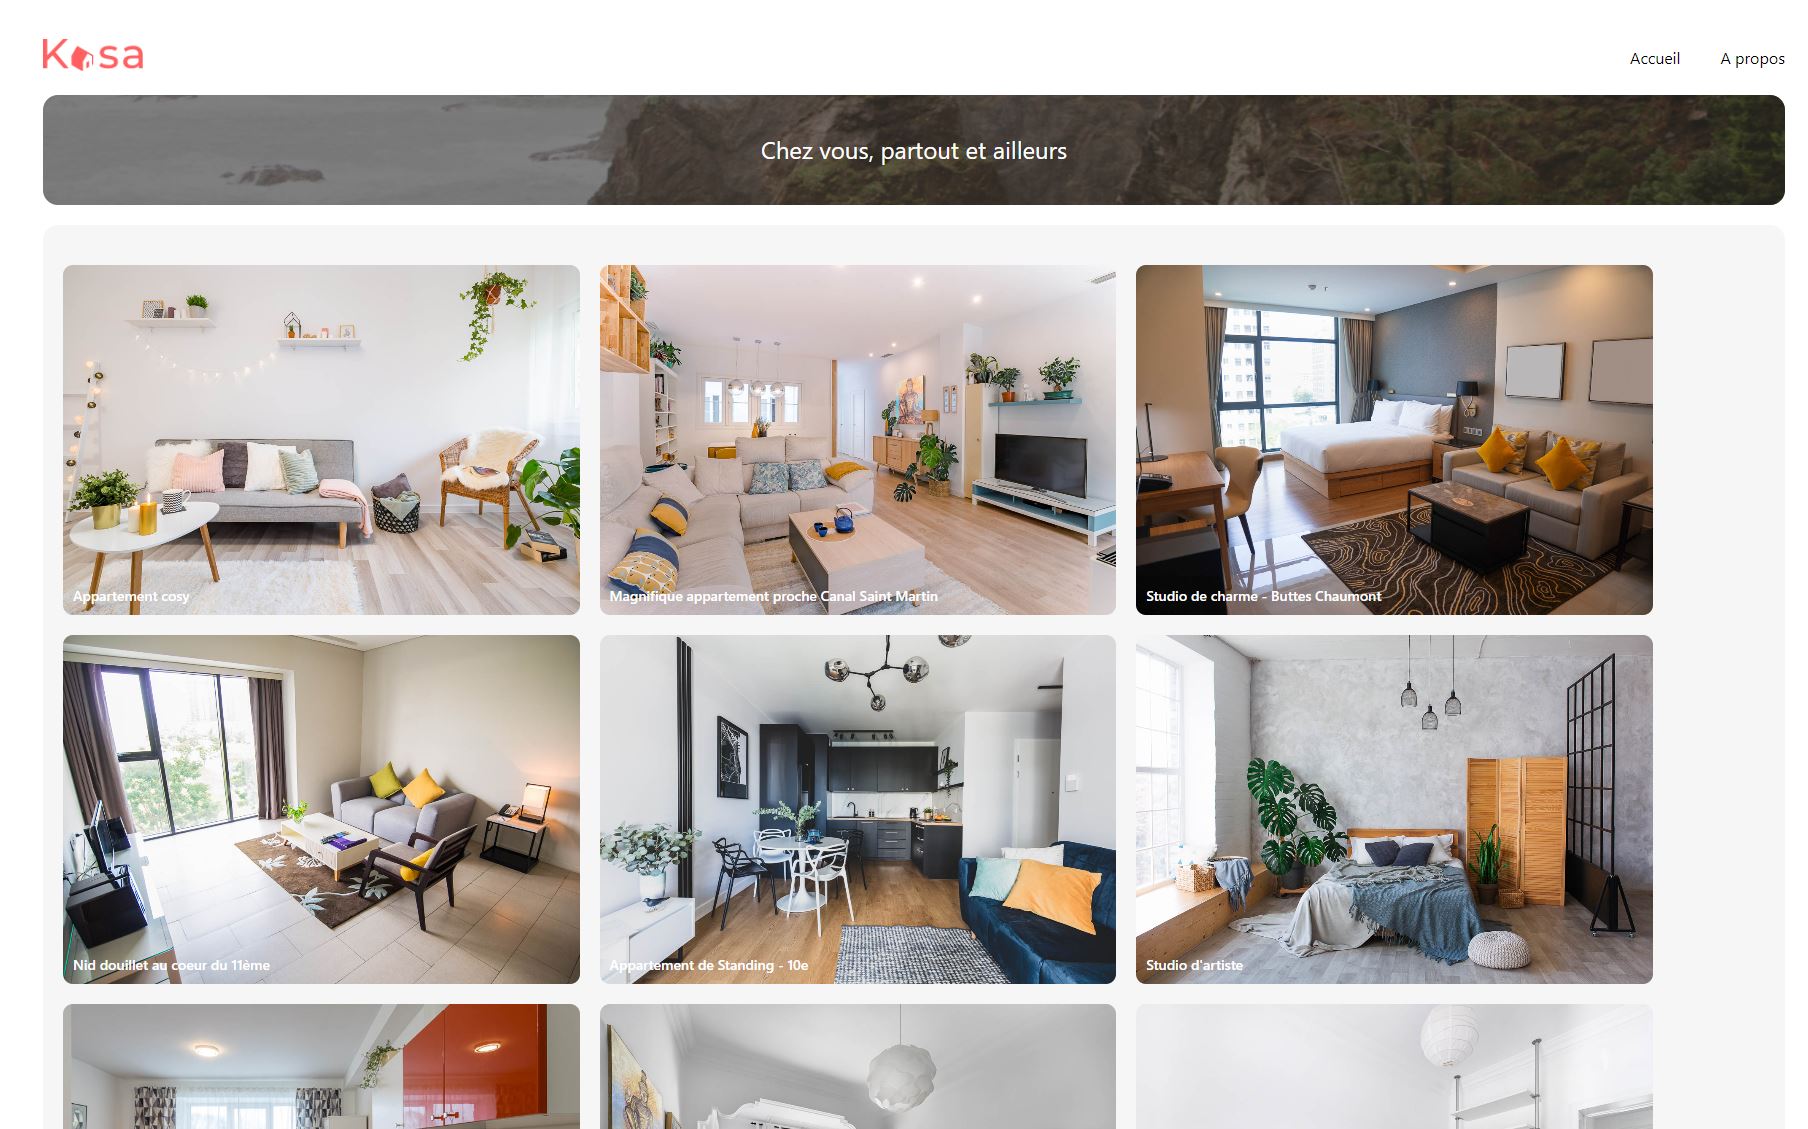 Kasa
Accueil
A propos
Chez vous, partout et ailleurs
Appartement cosy
Magnifique appartement proche Canal Saint Martin
Studio de charme - Buttes Chaumont
Nid douillet au coeur du 11ème
Appartement de Standing - 10e
Studio d'artiste